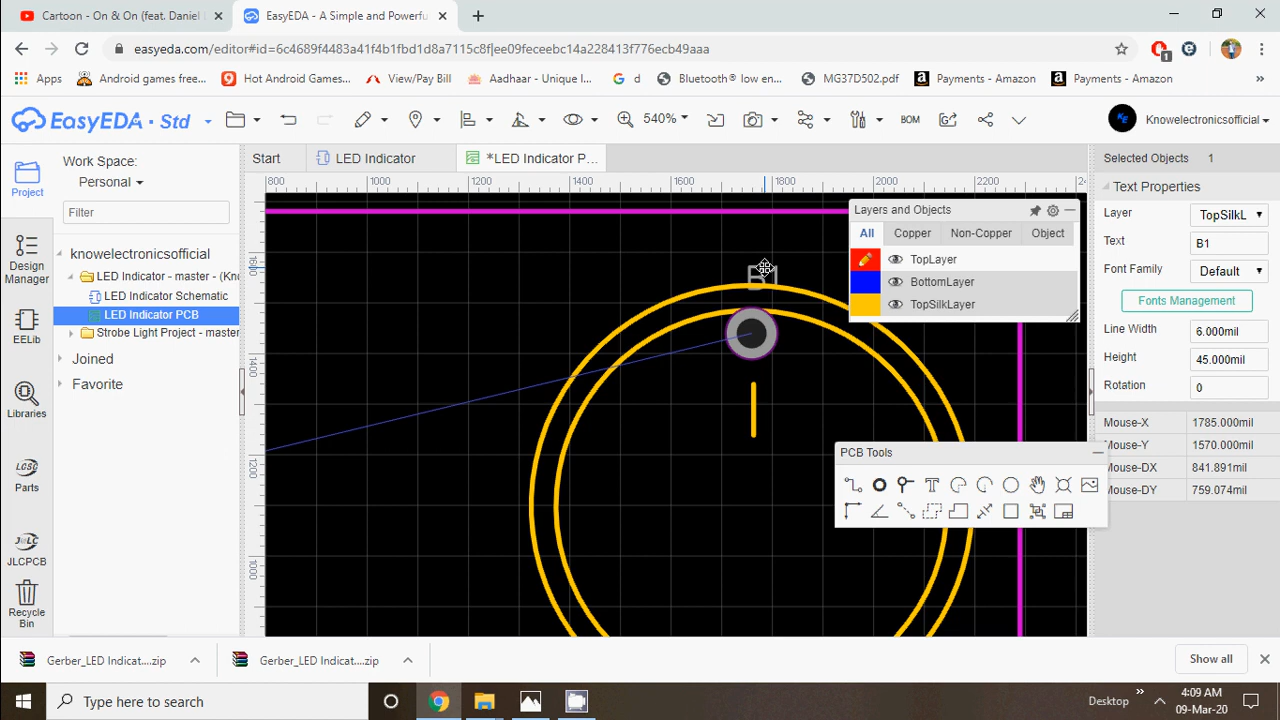 Cartoon - On & On (feat. Daniel L
EasyEDA - A Simple and Powerfu
easyeda.com/editor#id=6c4689f4483a41f4b1fbd1d8a7115c8f|ee09feceebc14a228413f776ecb49aaa
1
Apps
Android games free...
Hot Android Games...
View/Pay Bill
Aadhaar - Unique I...
d
Bluetooth® low en...
MG37D502.pdf
Payments - Amazon
Payments - Amazon
»
EasyEDA · Std
540%
BOM
KE
Knowelectronicsofficial
Project
Design
Manager
EELib
Libraries
Parts
JLCPCB
Recycle
Bin
Work Space:
Personal
Filter
knowelectronicsofficial
LED Indicator - master - (Kno
LED Indicator Schematic
LED Indicator PCB
Strobe Light Project - master
Joined
Favorite
Start
LED Indicator
*LED Indicator P...
800
1000
1200
1400
1600
1800
2000
2200
1600
1400
1200
1000
B1
Layers and Objects
All
Copper
Non-Copper
Object
TopLayer
BottomLayer
TopSilkLayer
PCB Tools
Selected Objects 1
Text Properties
Layer TopSilkL
Text B1
Font Family Default
Fonts Management
Line Width 6.000mil
Height 45.000mil
Rotation 0
Mouse-X 1785.000mil
Mouse-Y 1570.000mil
Mouse-DX 841.891mil
Mouse-DY 759.074mil
Gerber_LED Indicat....zip
Gerber_LED Indicat....zip
Show all
Type here to search
Desktop
4:09 AM
09-Mar-20